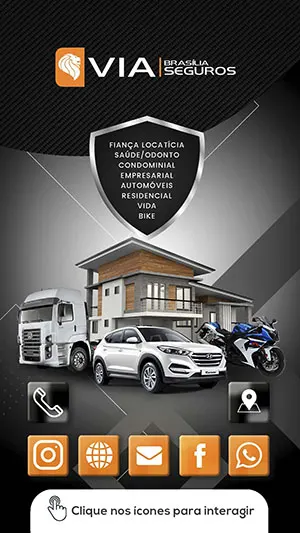 VIA BRASÍLIA
SEGUROS
FIANÇA LOCATÍCIA
SAÚDE/ODONTO
CONDOMINIAL
EMPRESARIAL
AUTOMÓVEIS
RESIDENCIAL
VIDA
BIKE
Clique nos ícones para interagir